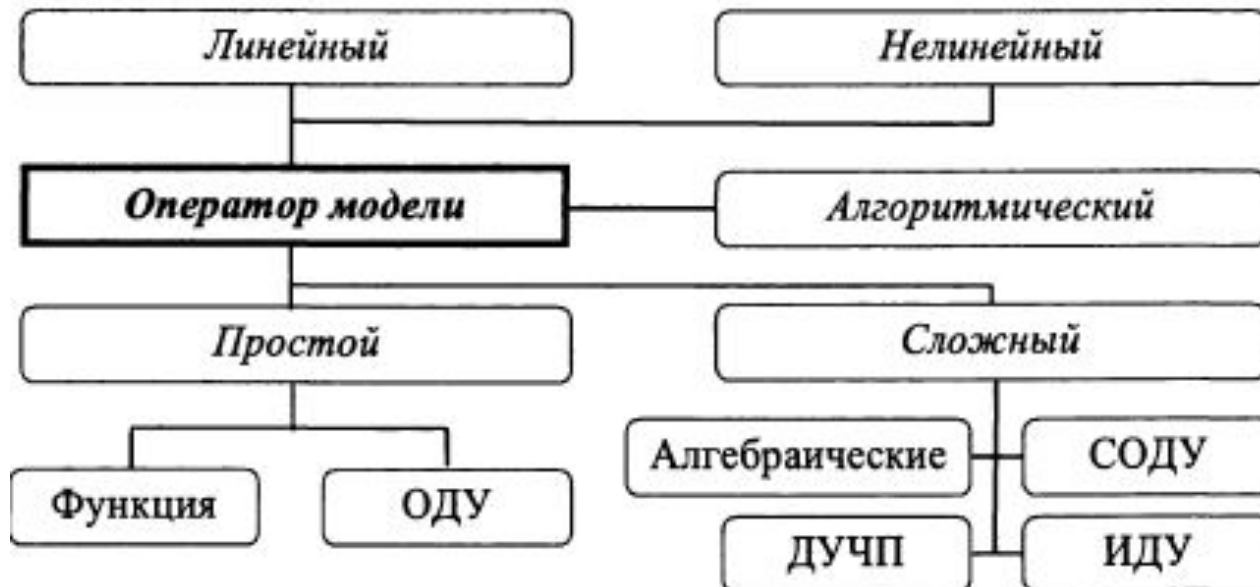 Линейный
Нелинейный
Оператор модели
Алгоритмический
Простой
Сложный
Функция
ОДУ
Алгебраические
СОДУ
ДУЧП
ИДУ